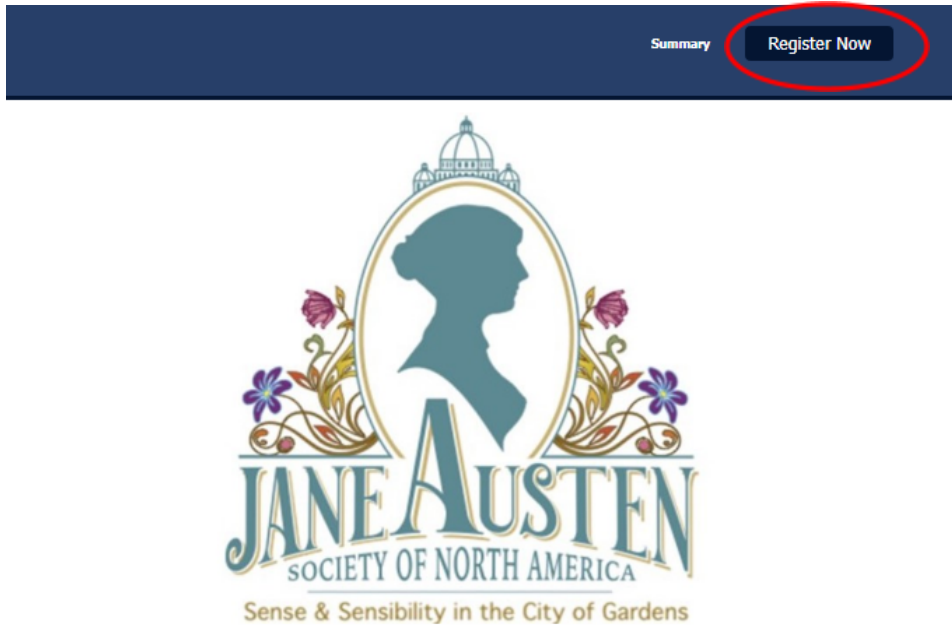 Summary Register Now
JANE AUSTEN
SOCIETY OF NORTH AMERICA
Sense & Sensibility in the City of Gardens